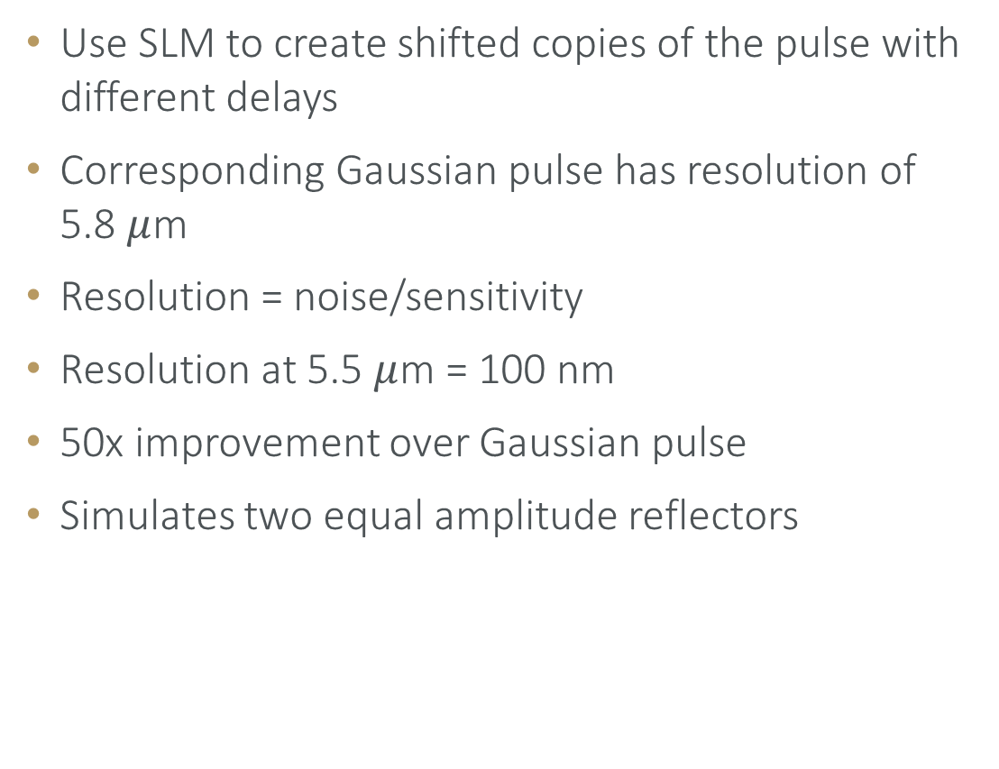 • Use SLM to create shifted copies of the pulse with
different delays
• Corresponding Gaussian pulse has resolution of
5.8 𝜇m
• Resolution = noise/sensitivity
• Resolution at 5.5 𝜇m = 100 nm
• 50x improvement over Gaussian pulse
• Simulates two equal amplitude reflectors